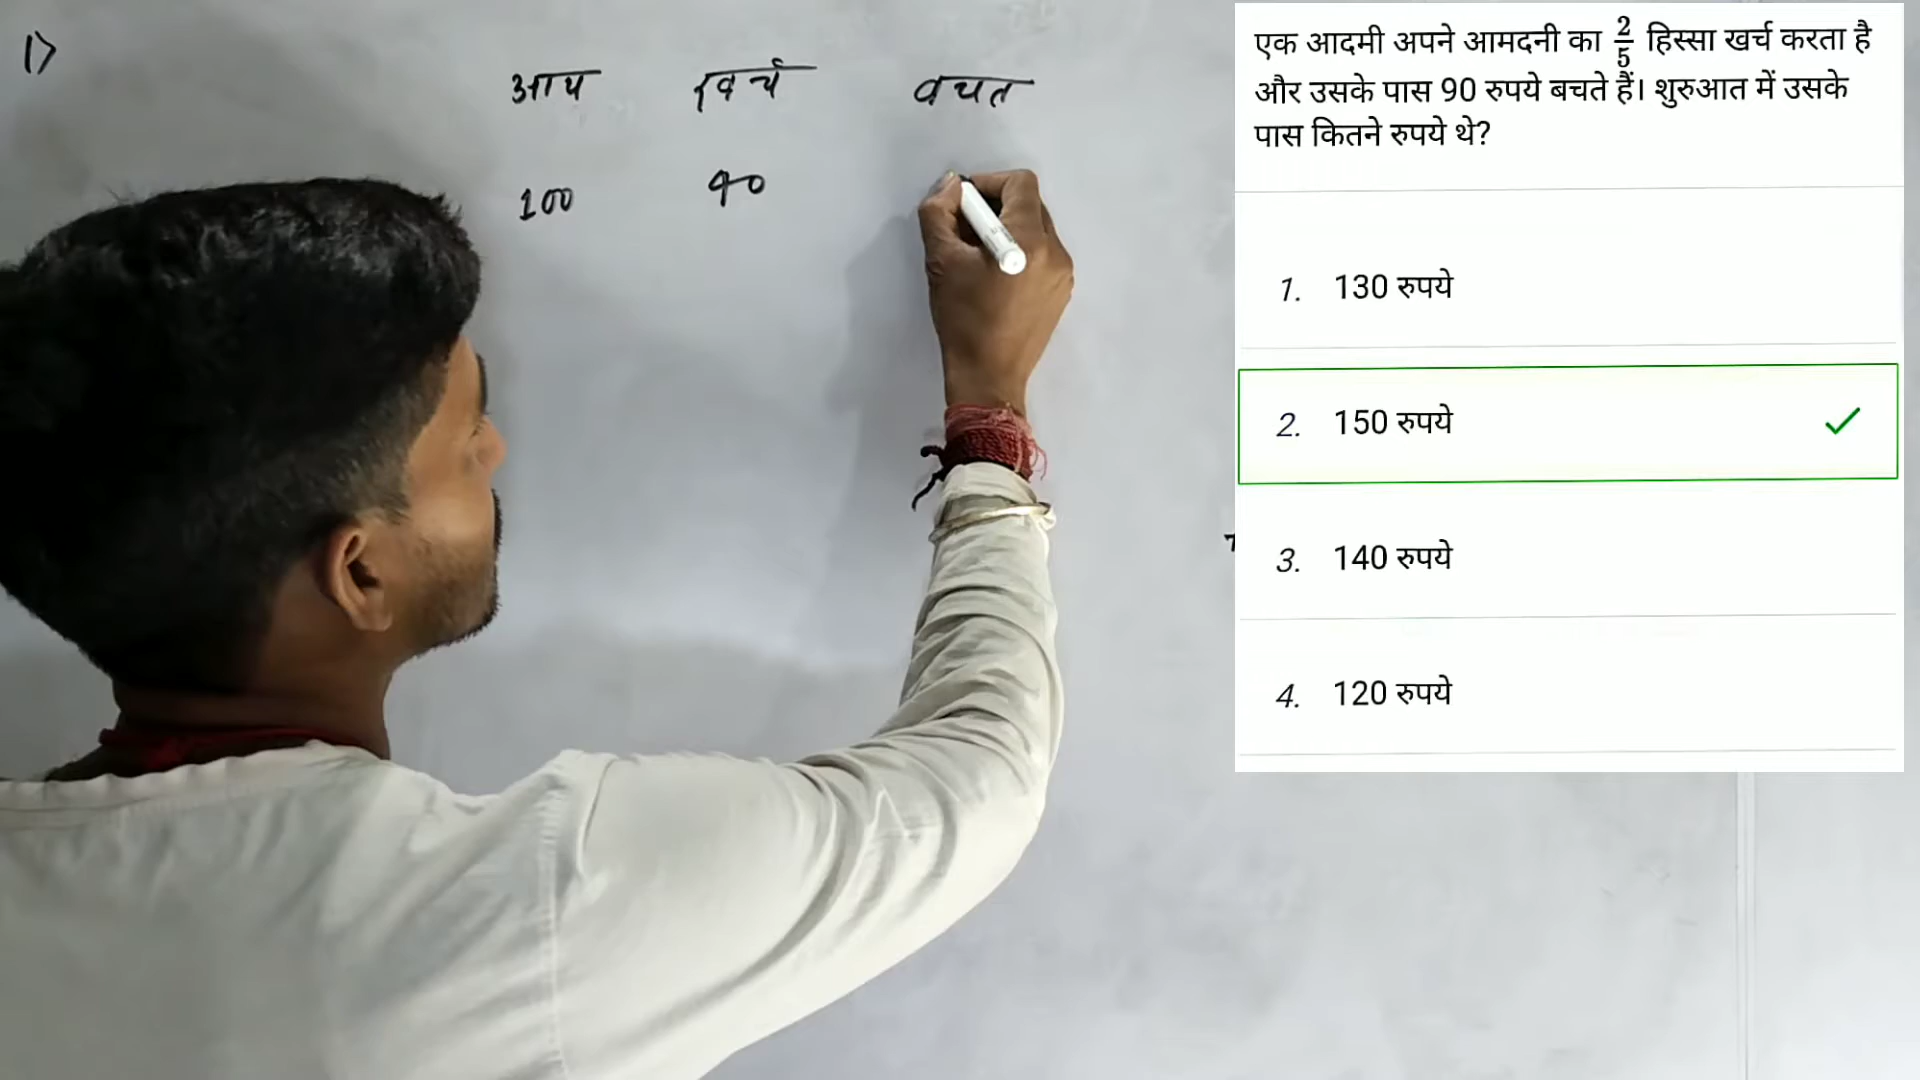 1)
आय खर्च बचत
100 90
एक आदमी अपने आमदनी का 2/5 हिस्सा खर्च करता है
और उसके पास 90 रुपये बचते हैं। शुरुआत में उसके
पास कितने रुपये थे?
1. 130 रुपये
2. 150 रुपये
3. 140 रुपये
4. 120 रुपये